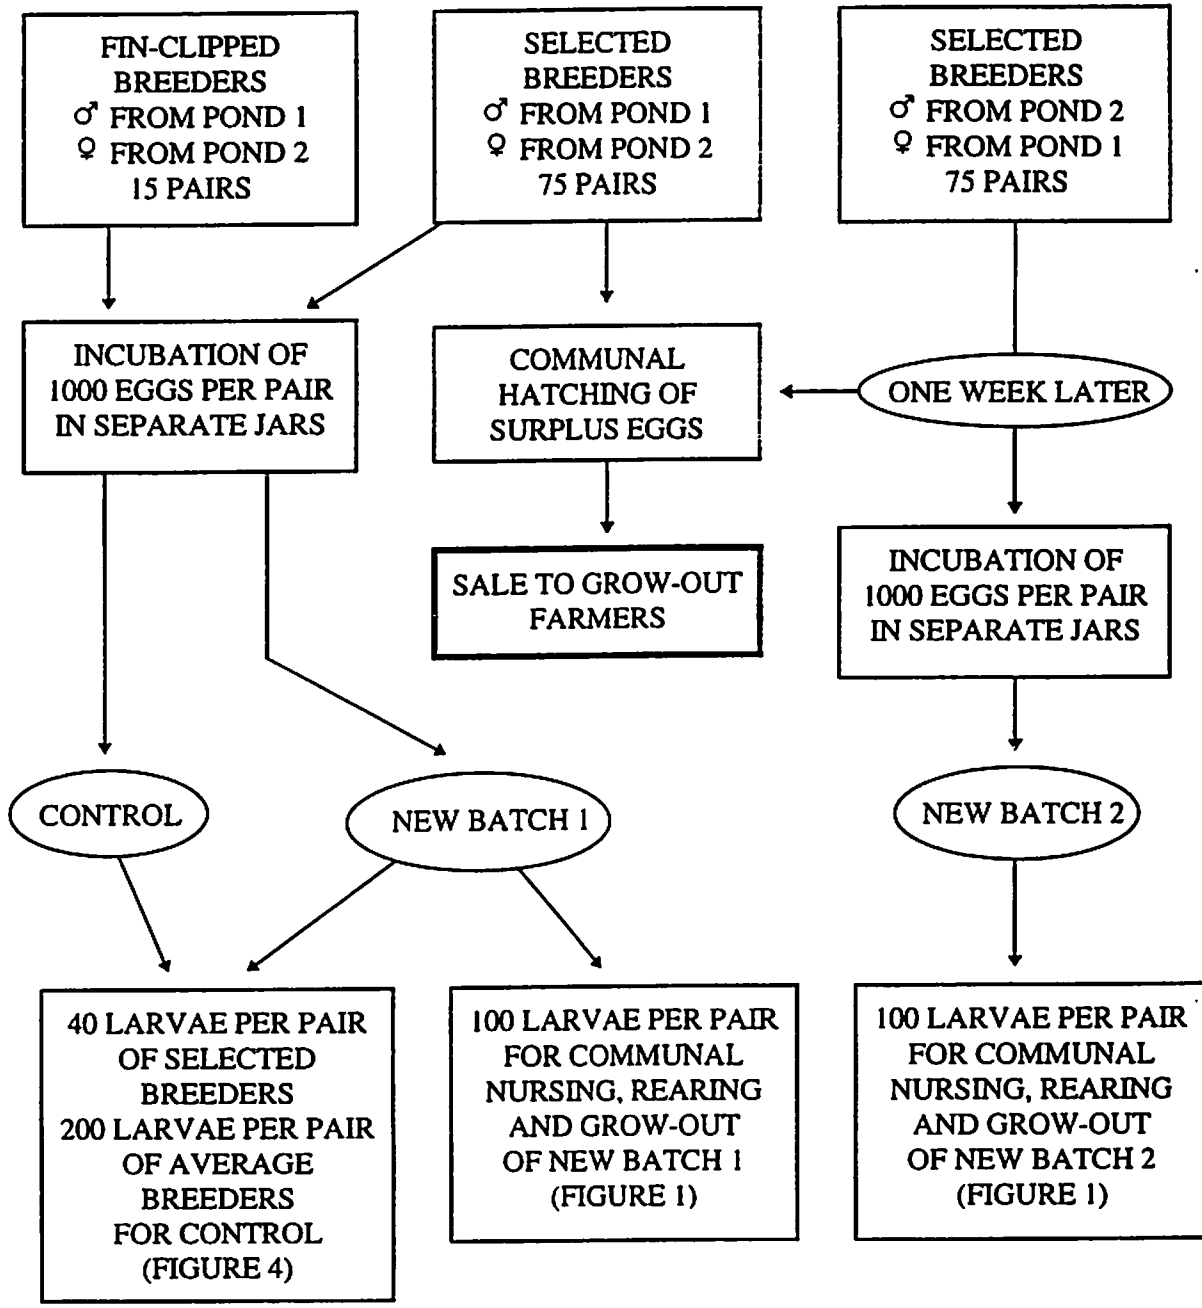 FIN-CLIPPED
BREEDERS
♂ FROM POND 1
♀ FROM POND 2
15 PAIRS
SELECTED
BREEDERS
♂ FROM POND 1
♀ FROM POND 2
75 PAIRS
SELECTED
BREEDERS
♂ FROM POND 2
♀ FROM POND 1
75 PAIRS
INCUBATION OF
1000 EGGS PER PAIR
IN SEPARATE JARS
COMMUNAL
HATCHING OF
SURPLUS EGGS
ONE WEEK LATER
SALE TO GROW-OUT
FARMERS
INCUBATION OF
1000 EGGS PER PAIR
IN SEPARATE JARS
CONTROL
NEW BATCH 1
NEW BATCH 2
40 LARVAE PER PAIR
OF SELECTED
BREEDERS
200 LARVAE PER PAIR
OF AVERAGE
BREEDERS
FOR CONTROL
(FIGURE 4)
100 LARVAE PER PAIR
FOR COMMUNAL
NURSING, REARING
AND GROW-OUT
OF NEW BATCH 1
(FIGURE 1)
100 LARVAE PER PAIR
FOR COMMUNAL
NURSING, REARING
AND GROW-OUT
OF NEW BATCH 2
(FIGURE 1)